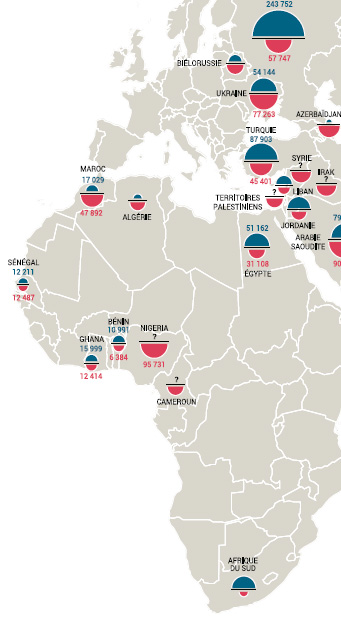 243 752
57 747
BIÉLORUSSIE
54 144
UKRAINE
77 263
AZERBAÏDJAN
TURQUIE
87 903
45 401
SYRIE
?
IRAK
?
LIBAN
?
TERRITOIRES
PALESTINIENS
JORDANIE
ARABIE
SAOUDITE
79
90
MAROC
17 029
47 892
ALGÉRIE
51 162
31 108
ÉGYPTE
SÉNÉGAL
12 211
12 487
BÉNIN
10 991
6 384
GHANA
15 999
12 414
NIGERIA
?
95 731
?
CAMEROUN
AFRIQUE
DU SUD